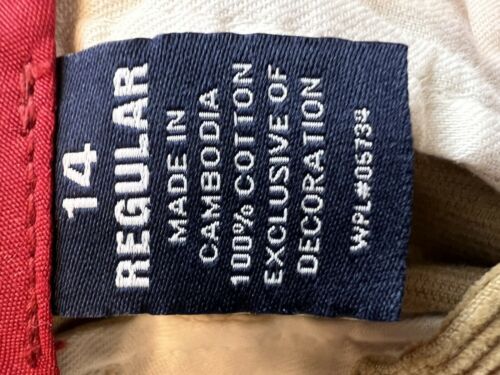 14
REGULAR
MADE IN
CAMBODIA
100% COTTON
EXCLUSIVE OF
DECORATION
WPL#05734